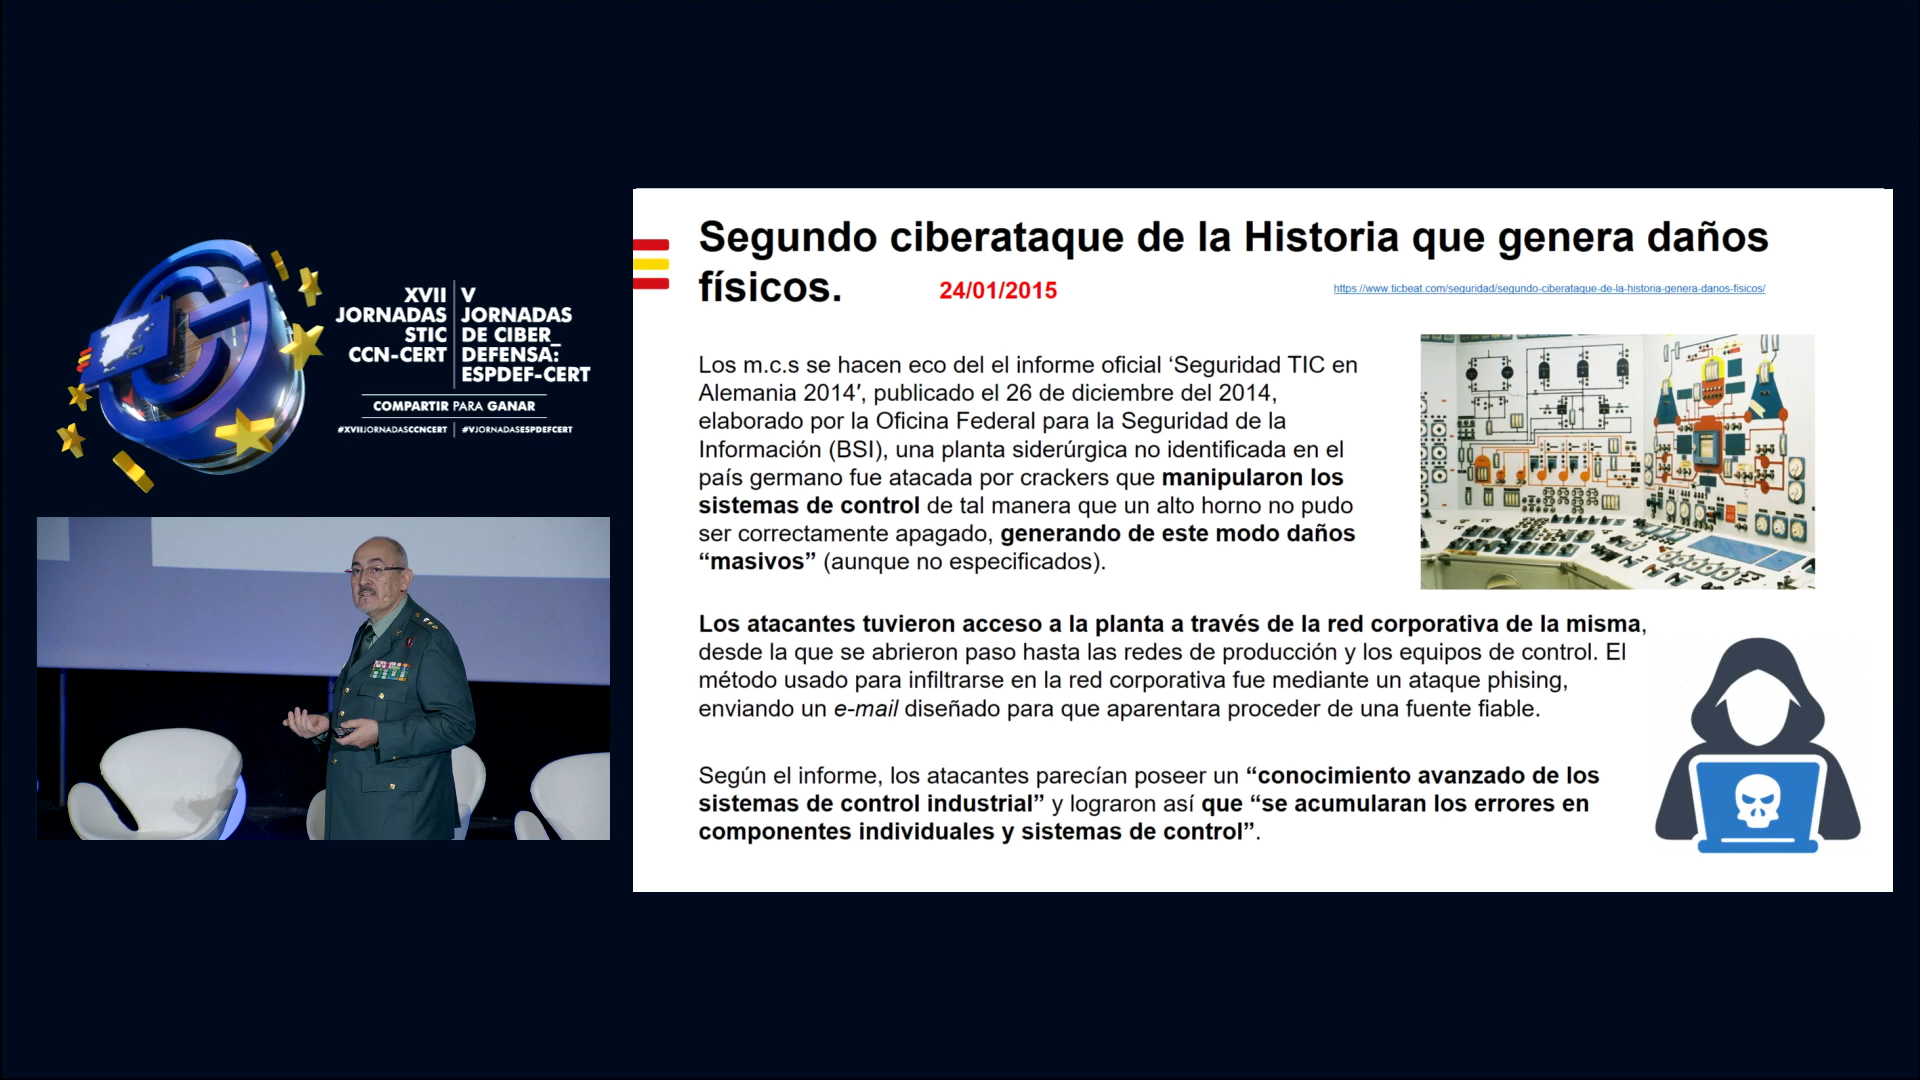 XVII
JORNADAS
STIC
CCN-CERT
V
JORNADAS
DE CIBER_
DEFENSA:
ESPDEF-CERT
COMPARTIR PARA GANAR
#XVIIJORNADASCCNCERT
#VJORNADASESPDEFCERT
Segundo ciberataque de la Historia que genera daños
físicos.
24/01/2015
https://www.ticbeat.com/seguridad/segundo-ciberataque-de-la-historia-genera-danos-fisicos/
Los m.c.s se hacen eco del el informe oficial ‘Seguridad TIC en
Alemania 2014′, publicado el 26 de diciembre del 2014,
elaborado por la Oficina Federal para la Seguridad de la
Información (BSI), una planta siderúrgica no identificada en el
país germano fue atacada por crackers que manipularon los
sistemas de control de tal manera que un alto horno no pudo
ser correctamente apagado, generando de este modo daños
“masivos” (aunque no especificados).
Los atacantes tuvieron acceso a la planta a través de la red corporativa de la misma,
desde la que se abrieron paso hasta las redes de producción y los equipos de control. El
método usado para infiltrarse en la red corporativa fue mediante un ataque phising,
enviando un e-mail diseñado para que aparentara proceder de una fuente fiable.
Según el informe, los atacantes parecían poseer un “conocimiento avanzado de los
sistemas de control industrial” y lograron así que “se acumularan los errores en
componentes individuales y sistemas de control”.